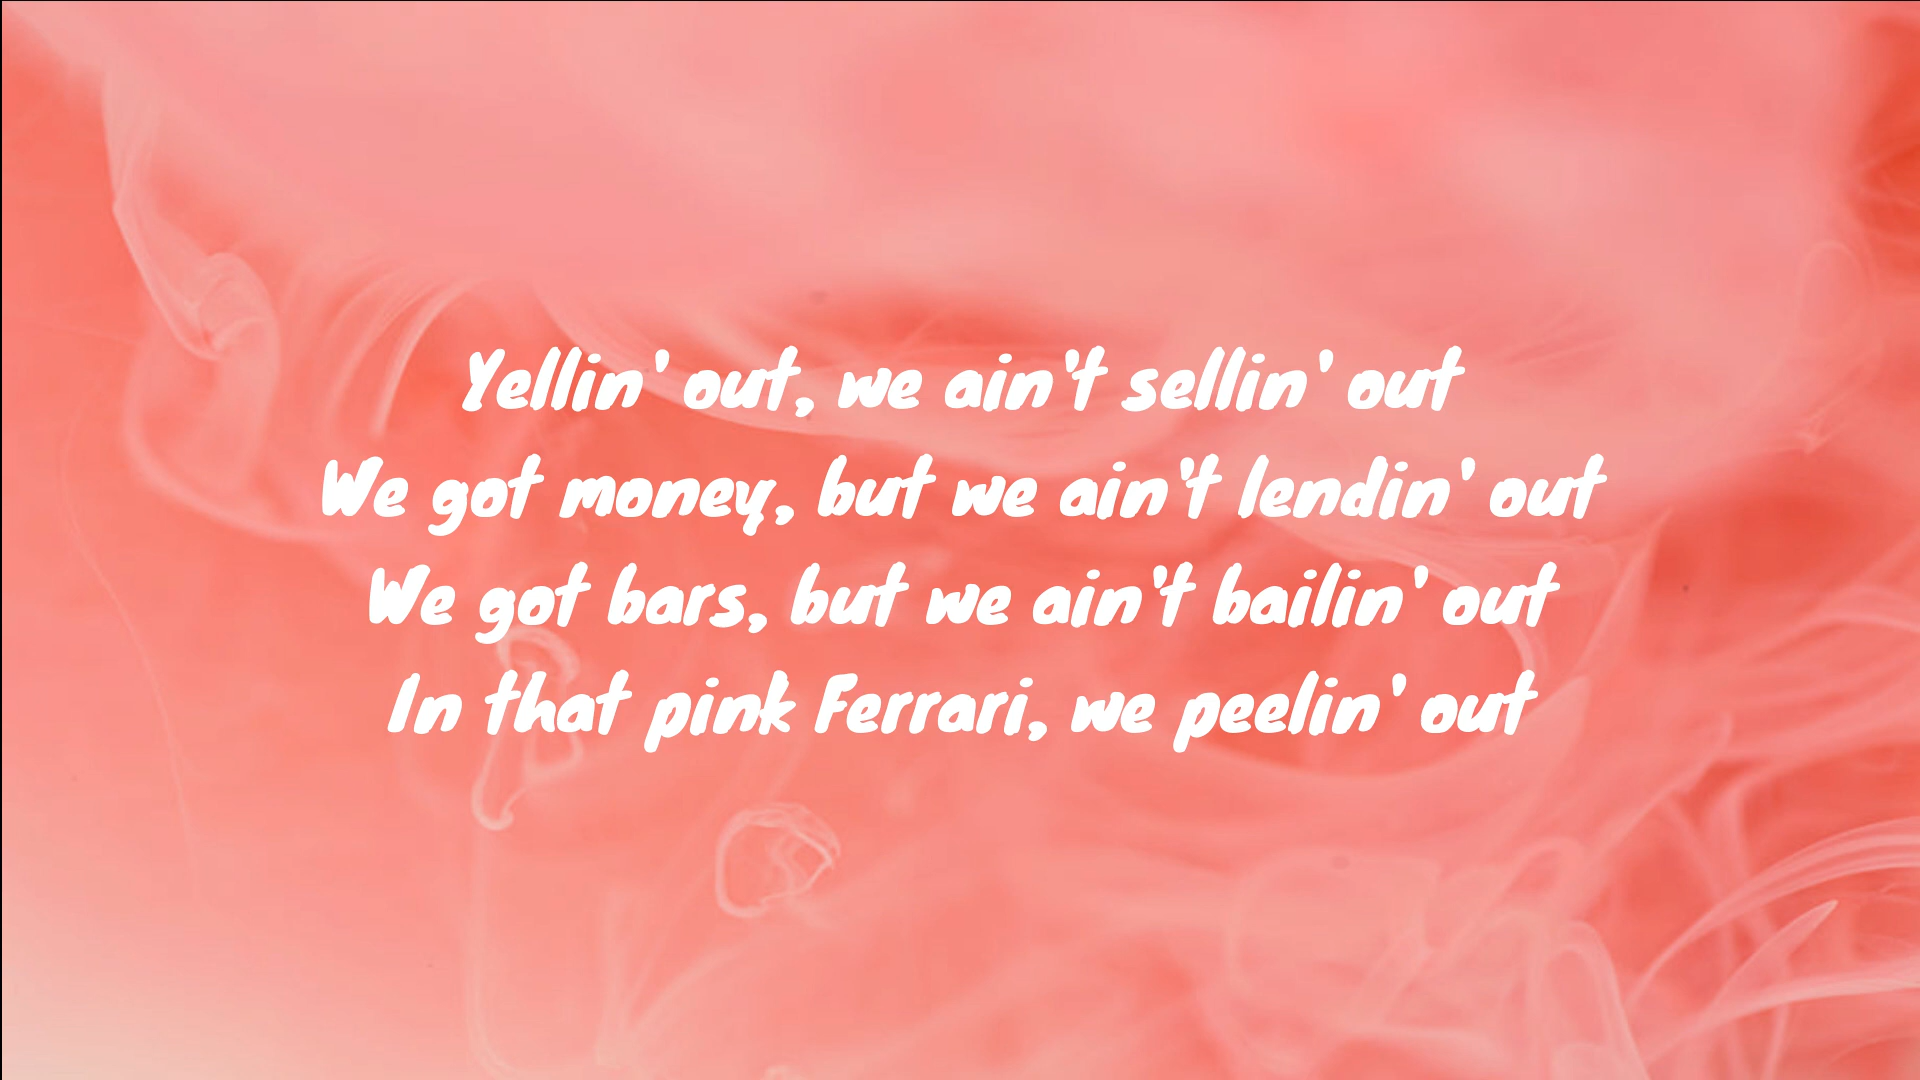 Yellin' out, we ain't sellin' out
We got money, but we ain't lendin' out
We got bars, but we ain't bailin' out
In that pink Ferrari, we peelin' out